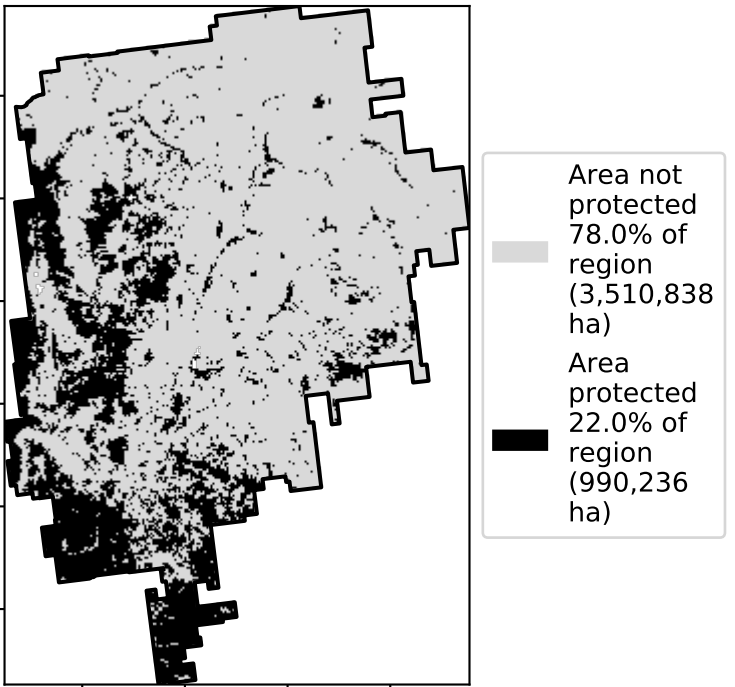 Area not
protected
78.0% of
region
(3,510,838
ha)
Area
protected
22.0% of
region
(990,236
ha)